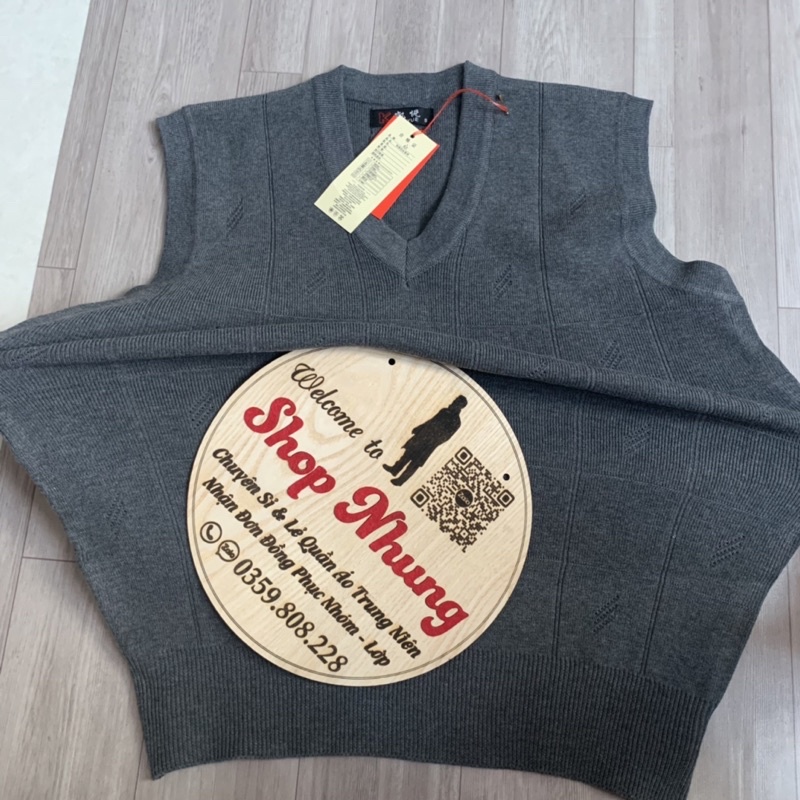 Welcome to
Shop Nhung
Chuyên Sỉ & Lẻ Quần áo Trung Niên
Nhận Đơn Đồng Phục Nhóm - Lớp
Zalo 0359.808.228